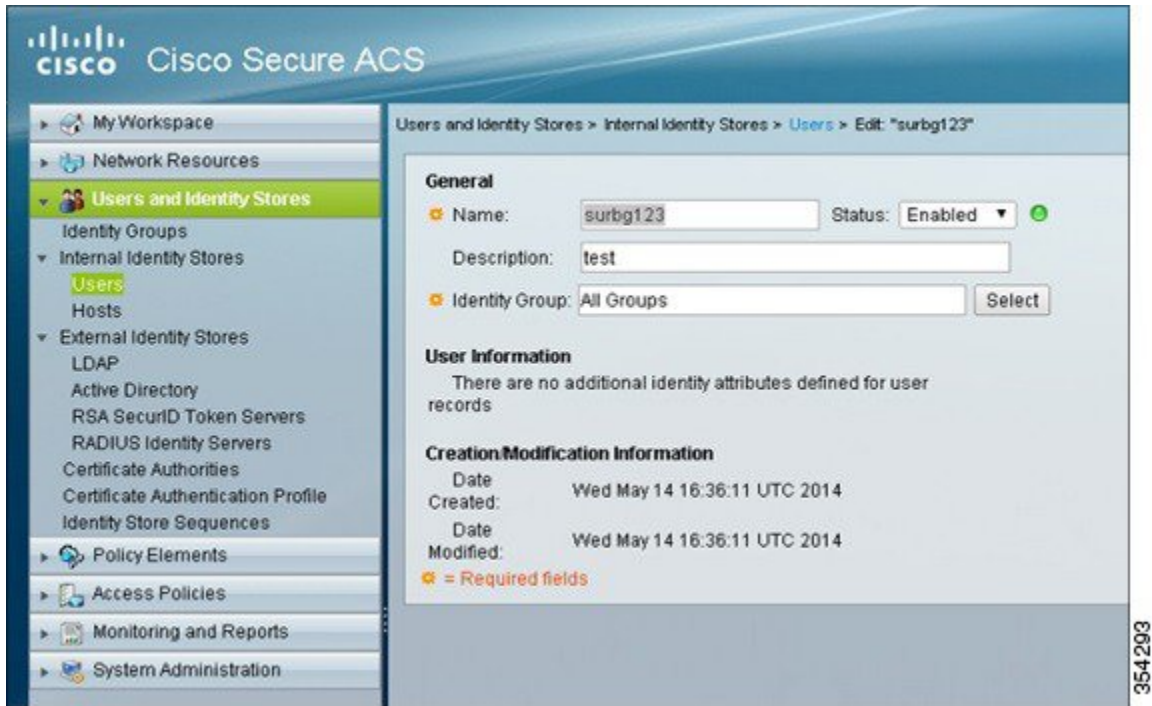 CISCO Cisco Secure ACS
My Workspace
Network Resources
Users and Identity Stores
Identity Groups
Internal Identity Stores
Users
Hosts
External Identity Stores
LDAP
Active Directory
RSA SecurID Token Servers
RADIUS Identity Servers
Certificate Authorities
Certificate Authentication Profile
Identity Store Sequences
Policy Elements
Access Policies
Monitoring and Reports
System Administration
Users and Identity Stores > Internal Identity Stores > Users > Edit: "surbg123"
General
Name: surbg123 Status: Enabled
Description: test
Identity Group: All Groups Select
User Information
There are no additional identity attributes defined for user
records
Creation/Modification Information
Date
Created: Wed May 14 16:36:11 UTC 2014
Date
Modified: Wed May 14 16:36:11 UTC 2014
= Required fields
354293